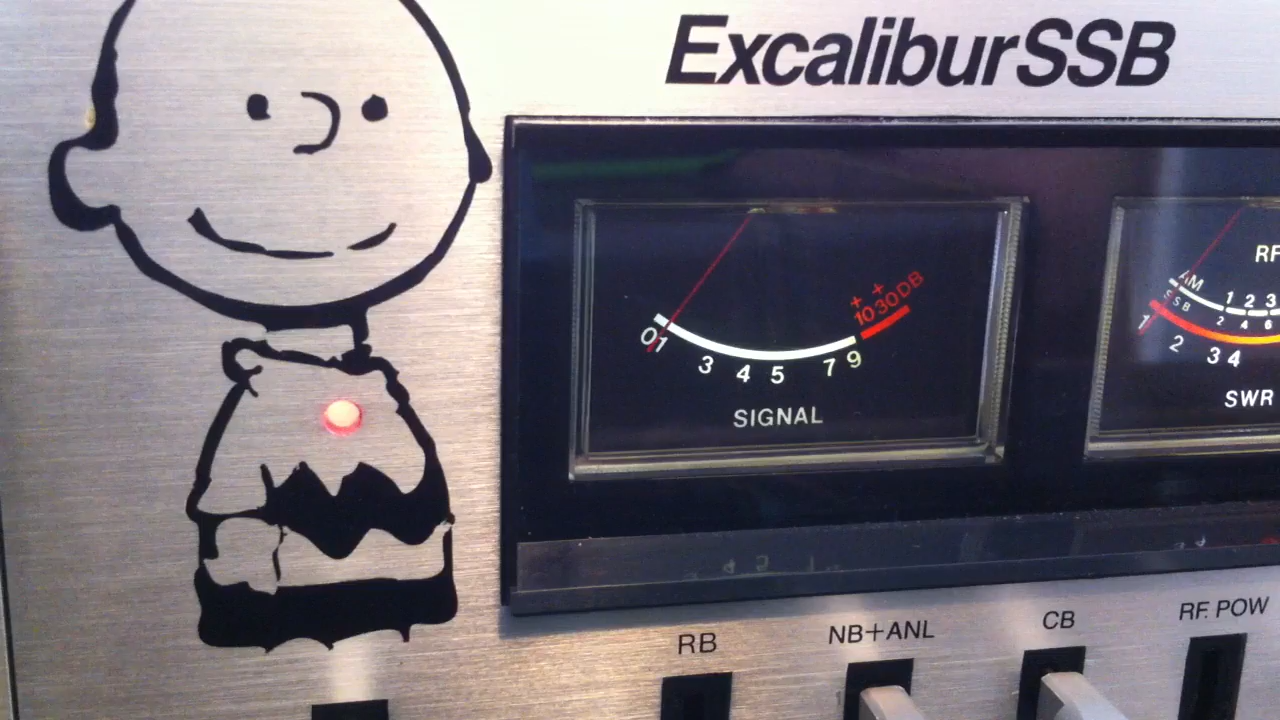 ExcaliburSSB
+ +
10 30 DB
0 1 3 4 5 7 9
SIGNAL
RF
AM 1 2 3
SSB 2 4 6
1 2 3 4
SWR
RB
NB+ANL
CB
RF. POW